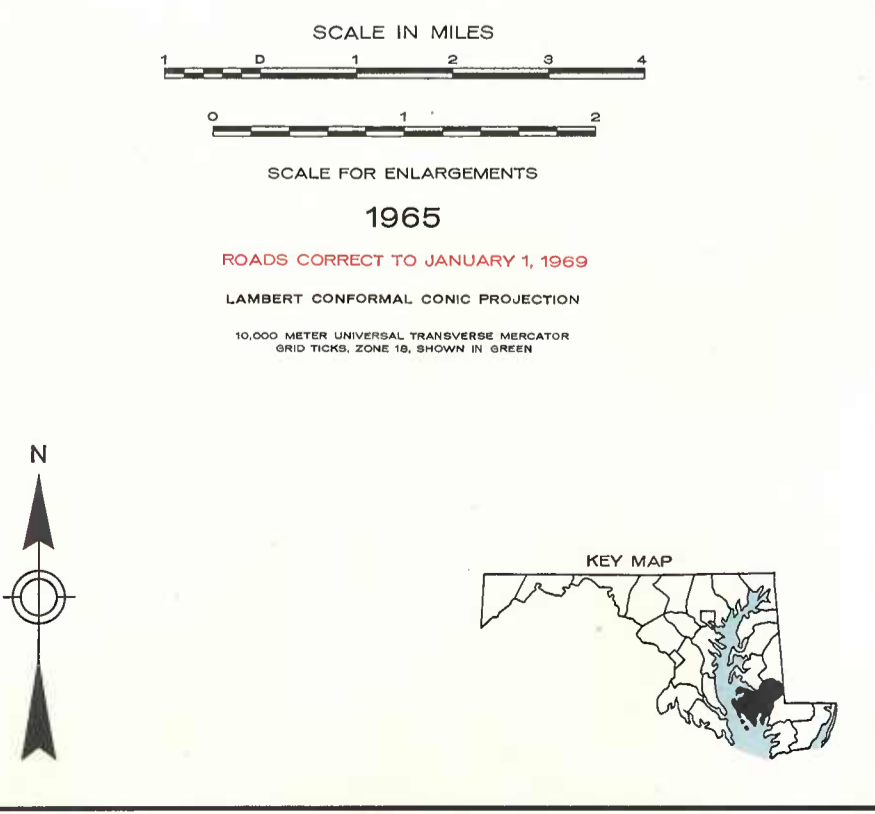 SCALE IN MILES
1 D 1 2 3 4
0 1 2
SCALE FOR ENLARGEMENTS
1965
ROADS CORRECT TO JANUARY 1, 1969
LAMBERT CONFORMAL CONIC PROJECTION
10,000 METER UNIVERSAL TRANSVERSE MERCATOR
GRID TICKS, ZONE 18, SHOWN IN GREEN
N
KEY MAP